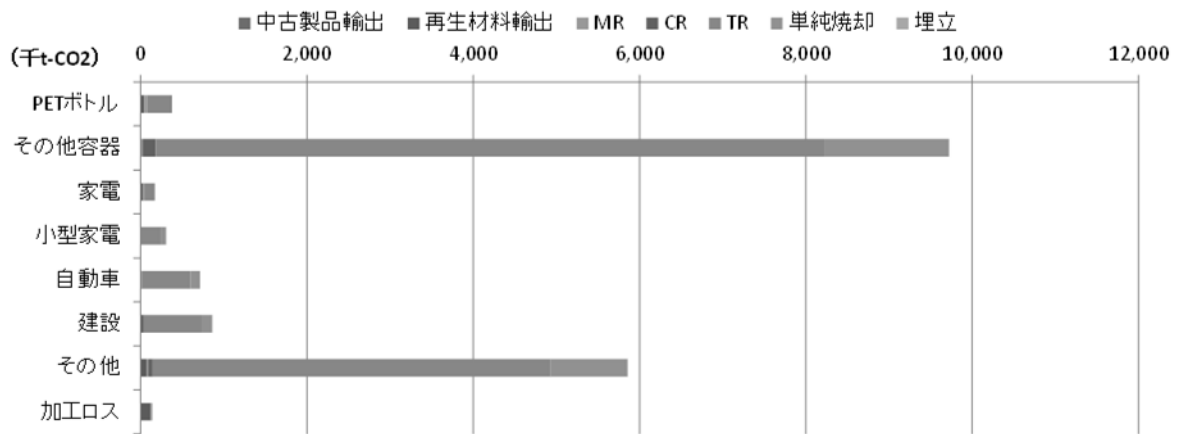 中古製品輸出 再生材料輸出 MR CR TR 単純焼却 埋立
(千t-CO2) 0 2,000 4,000 6,000 8,000 10,000 12,000
PETボトル
その他容器
家電
小型家電
自動車
建設
その他
加工ロス